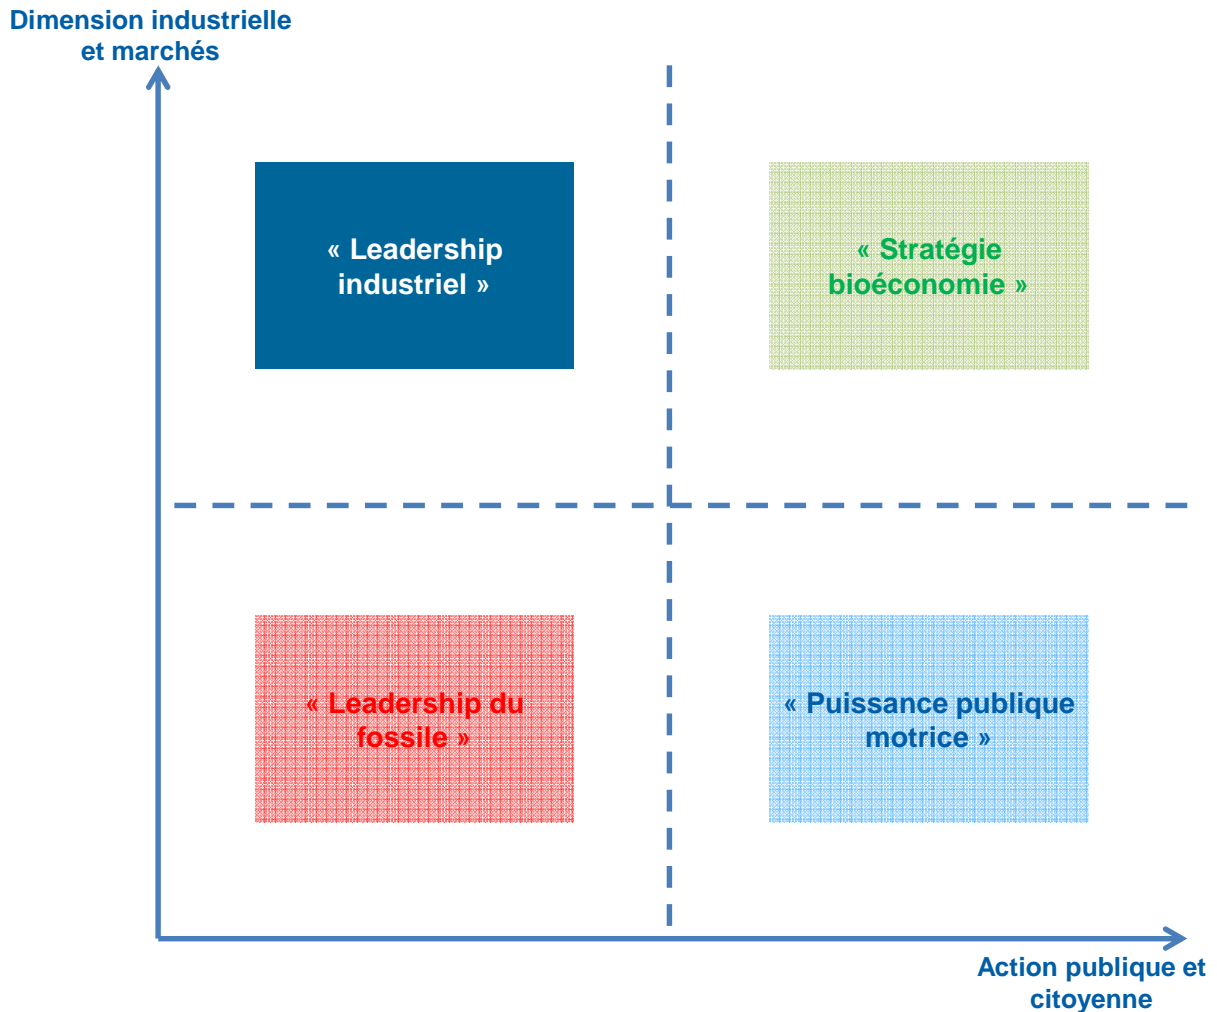 Dimension industrielle
et marchés
« Leadership
industriel »
« Stratégie
bioéconomie »
« Leadership du
fossile »
« Puissance publique
motrice »
Action publique et
citoyenne